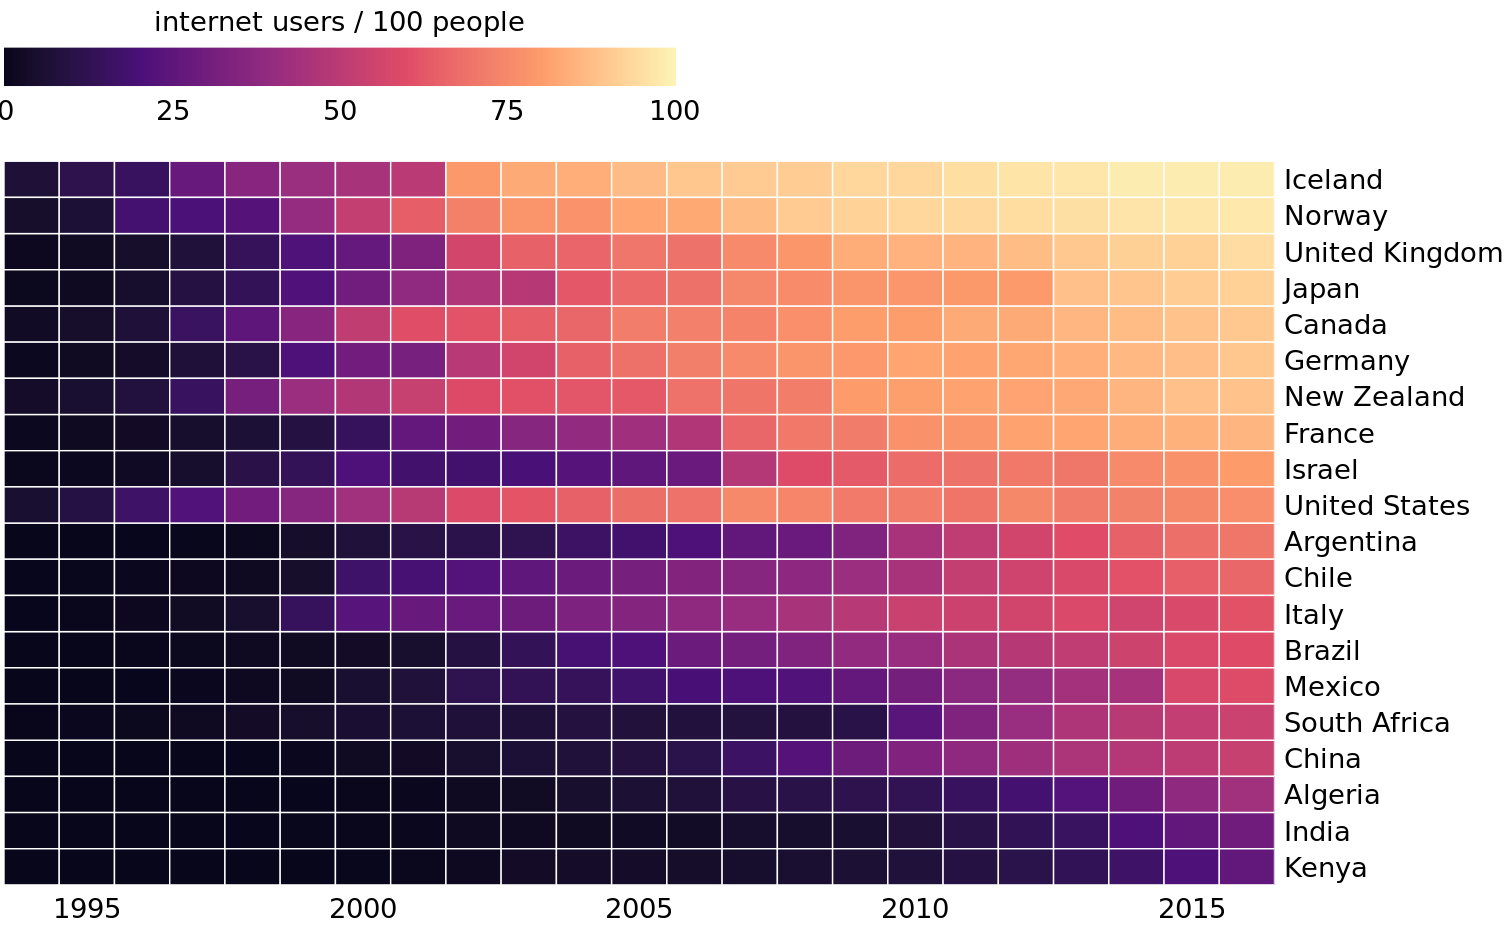 internet users / 100 people
0 25 50 75 100
Iceland
Norway
United Kingdom
Japan
Canada
Germany
New Zealand
France
Israel
United States
Argentina
Chile
Italy
Brazil
Mexico
South Africa
China
Algeria
India
Kenya
1995 2000 2005 2010 2015